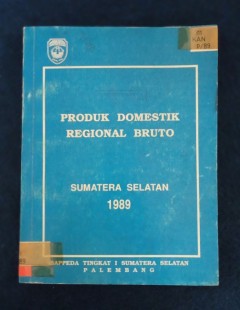 PRODUK DOMESTIK
REGIONAL BRUTO
SUMATERA SELATAN
1989
BAPPEDA TINGKAT I SUMATERA SELATAN
PALEMBANG